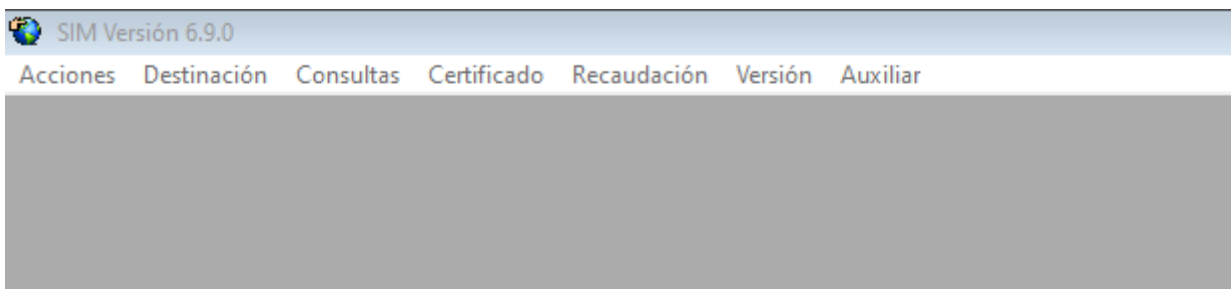 SIM Versión 6.9.0
Acciones Destinación Consultas Certificado Recaudación Versión Auxiliar